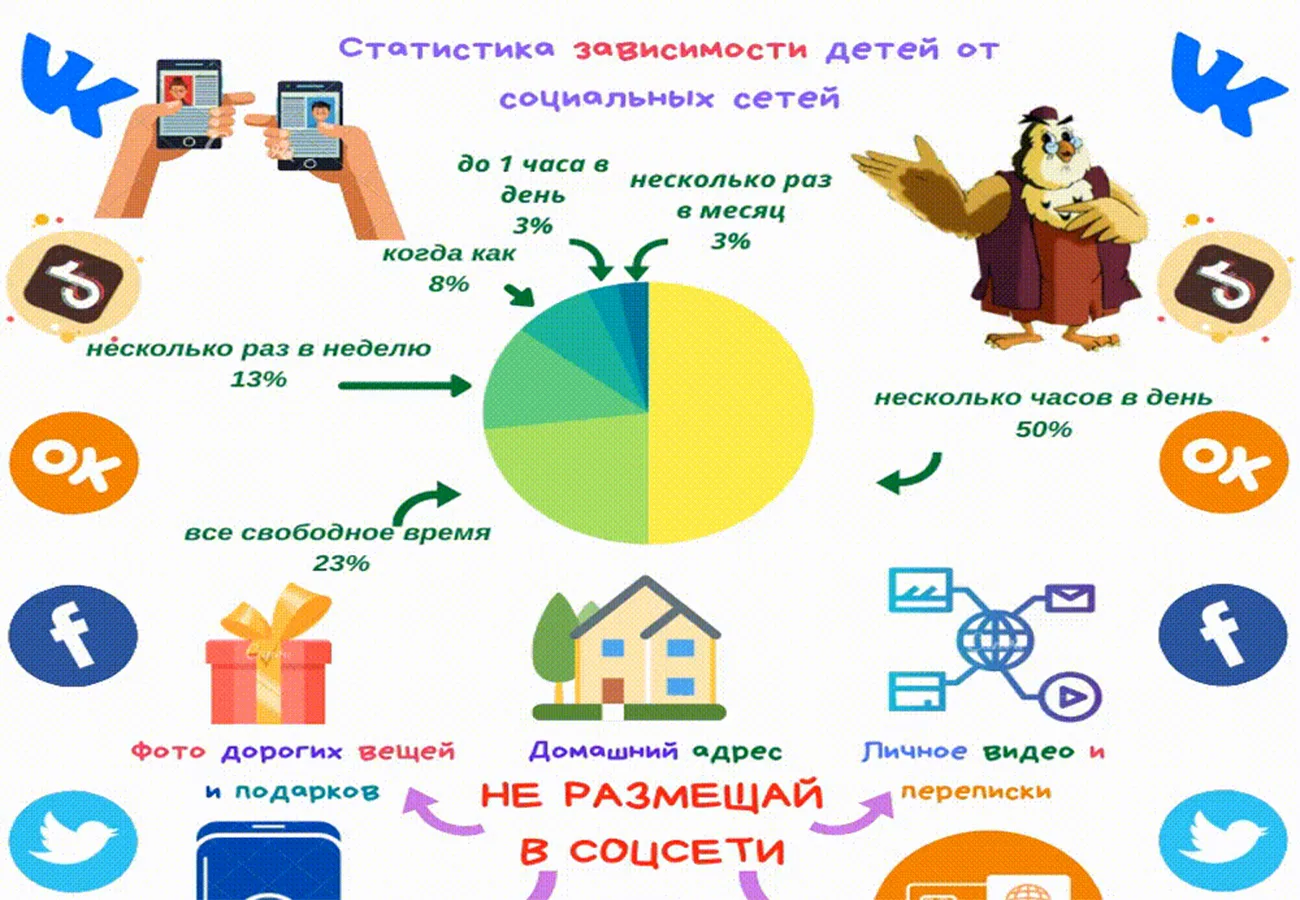 Статистика зависимости детей от
социальных сетей
до 1 часа в
день
3%
несколько раз
в месяц
3%
когда как
8%
несколько раз в неделю
13%
несколько часов в день
50%
все свободное время
23%
Фото дорогих вещей
и подарков
Домашний адрес
Личное видео и
переписки
НЕ РАЗМЕЩАЙ
В СОЦСЕТИ